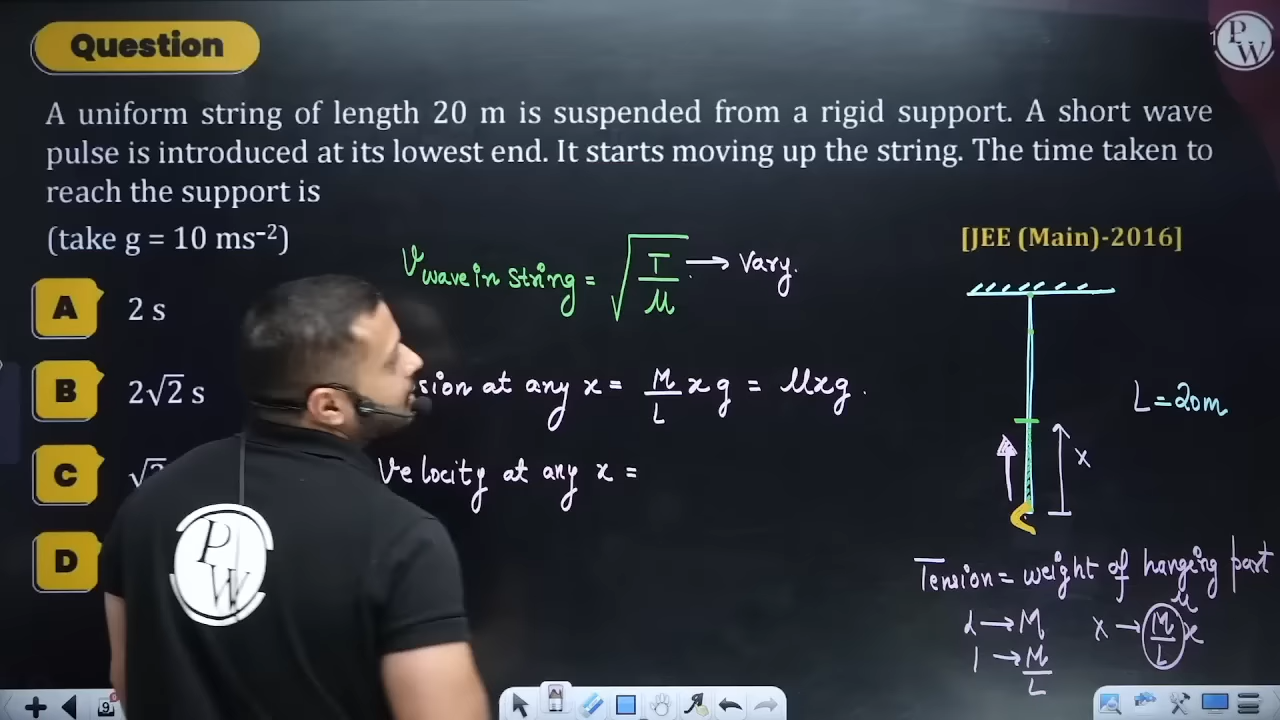 Question
PW
A uniform string of length 20 m is suspended from a rigid support. A short wave
pulse is introduced at its lowest end. It starts moving up the string. The time taken to
reach the support is
(take g = 10 ms⁻²)
[JEE (Main)-2016]
V wave in string = √(T/μ) → Vary.
A 2 s
B 2√2 s
sion at any x = M/L x g = μxg.
L = 20m
x
C
Velocity at any x =
D
PW
Tension = weight of hanging part
L → M
x → (M/L) x
μ
1 → M/L
9